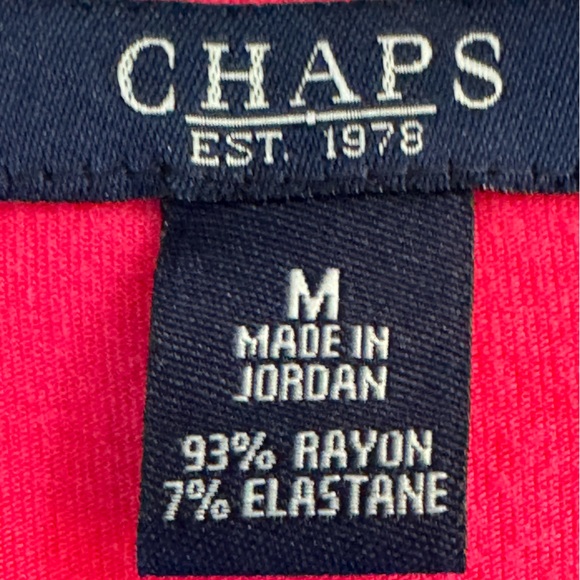 CHAPS
EST. 1978
M
MADE IN
JORDAN
93% RAYON
7% ELASTANE